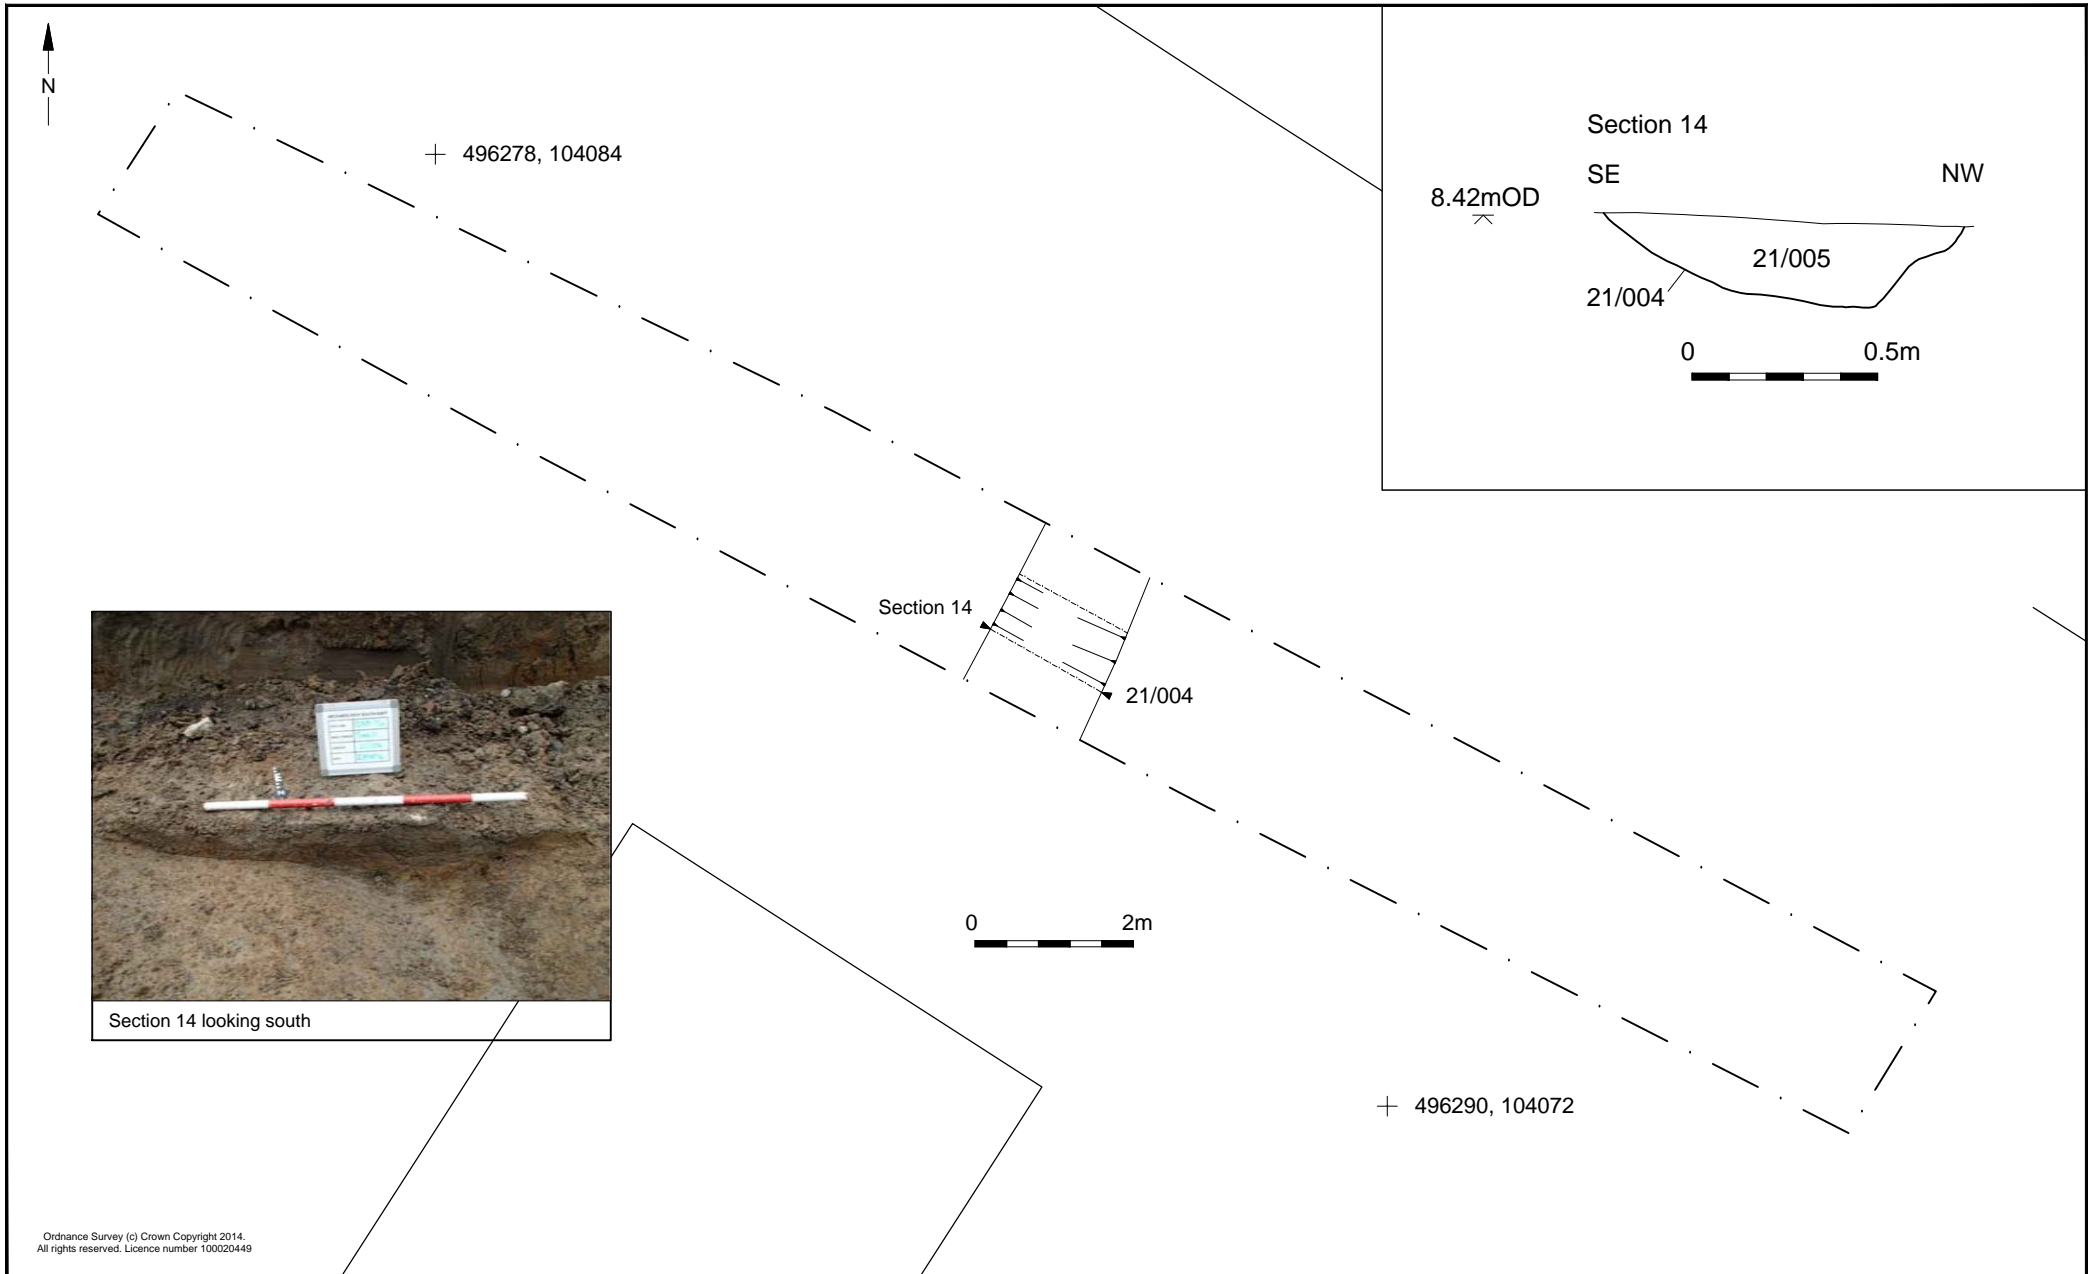 N
496278, 104084
Section 14
SE NW
8.42mOD
21/005
21/004
0 0.5m
Section 14
21/004
0 2m
Section 14 looking south
496290, 104072
Ordnance Survey (c) Crown Copyright 2014.
All rights reserved. Licence number 100020449